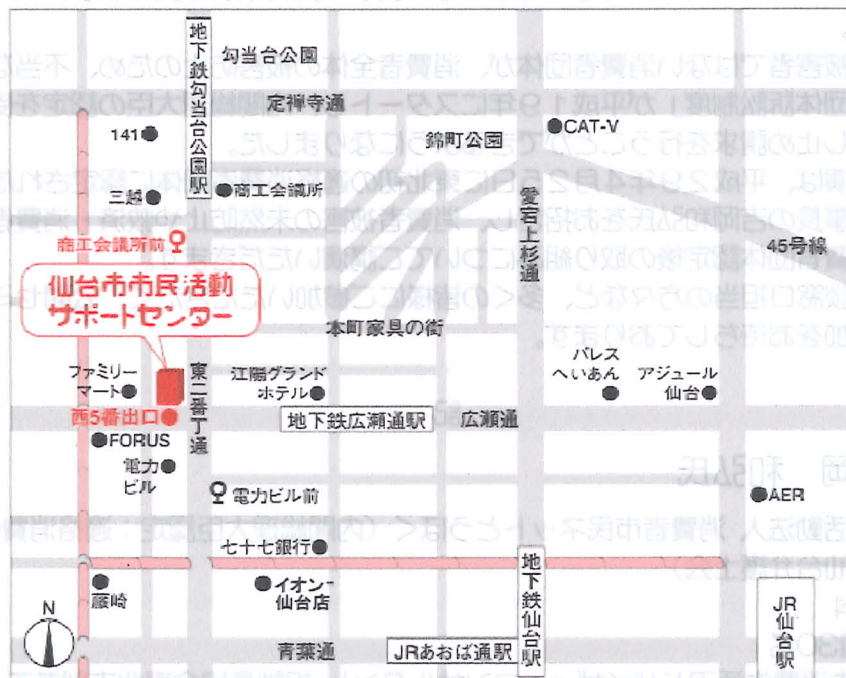 地下鉄勾当台公園駅
勾当台公園
定禅寺通
141
錦町公園
CAT-V
三越
商工会議所
愛宕上杉通
商工会議所前
45号線
仙台市市民活動
サポートセンター
本町家具の街
ファミリー
マート
東二番丁通
江陽グランド
ホテル
パレス
へいあん
アジュール
仙台
西5番出口
地下鉄広瀬通駅
広瀬通
FORUS
電力
ビル
電力ビル前
AER
七十七銀行
藤崎
イオン
仙台店
地下鉄仙台駅
JR仙台駅
N
青葉通
JRあおば通駅